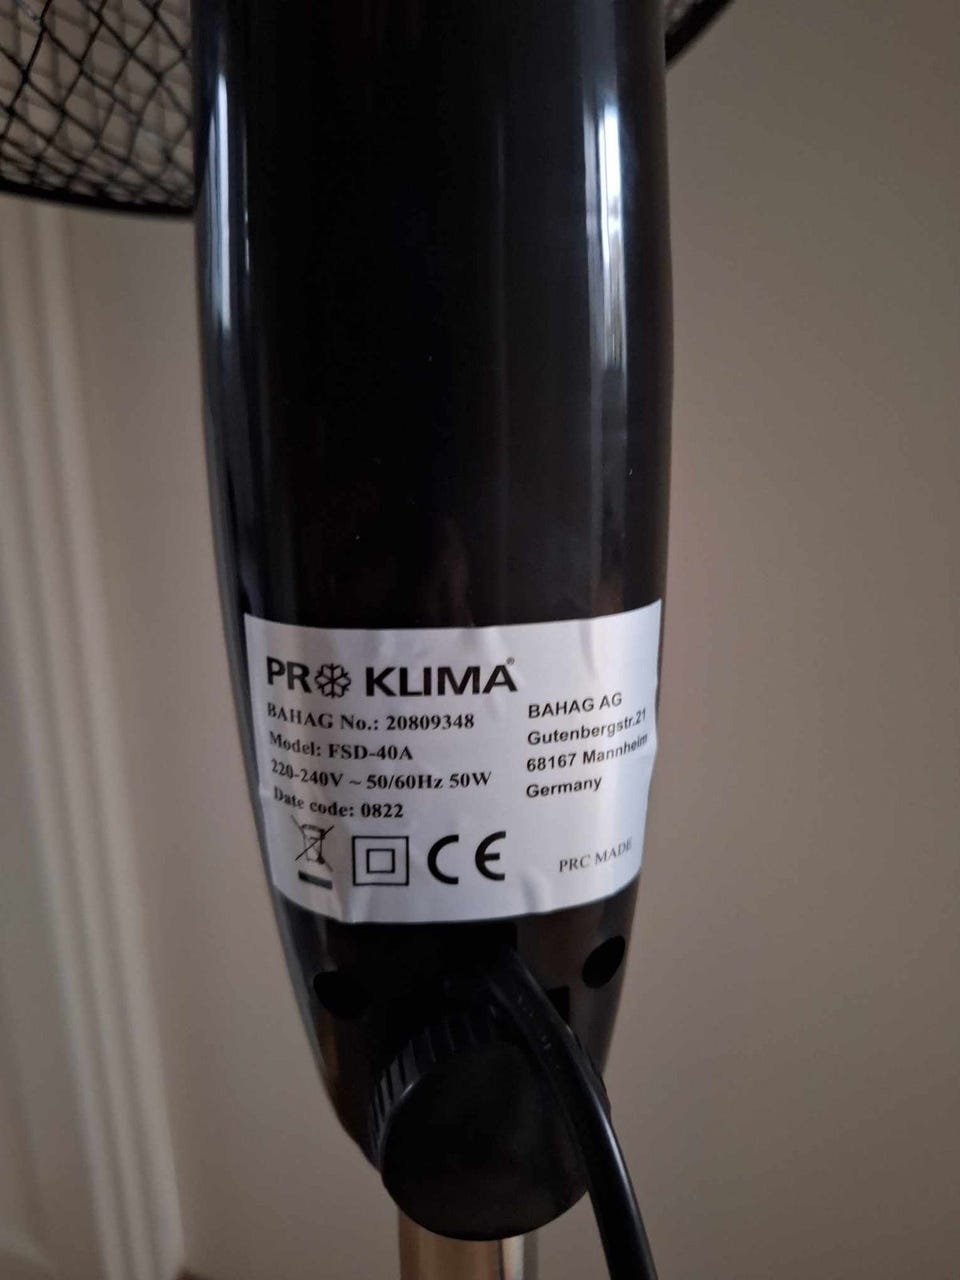 PRO KLIMA®
BAHAG No.: 20809348
Model: FSD-40A
220-240V ~ 50/60Hz 50W
Date code: 0822
BAHAG AG
Gutenbergstr.21
68167 Mannheim
Germany
CE
PRC MADE